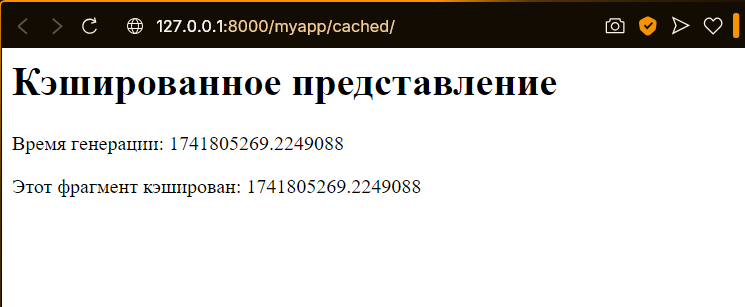 127.0.0.1:8000/myapp/cached/
Кэшированное представление
Время генерации: 1741805269.2249088
Этот фрагмент кэширован: 1741805269.2249088